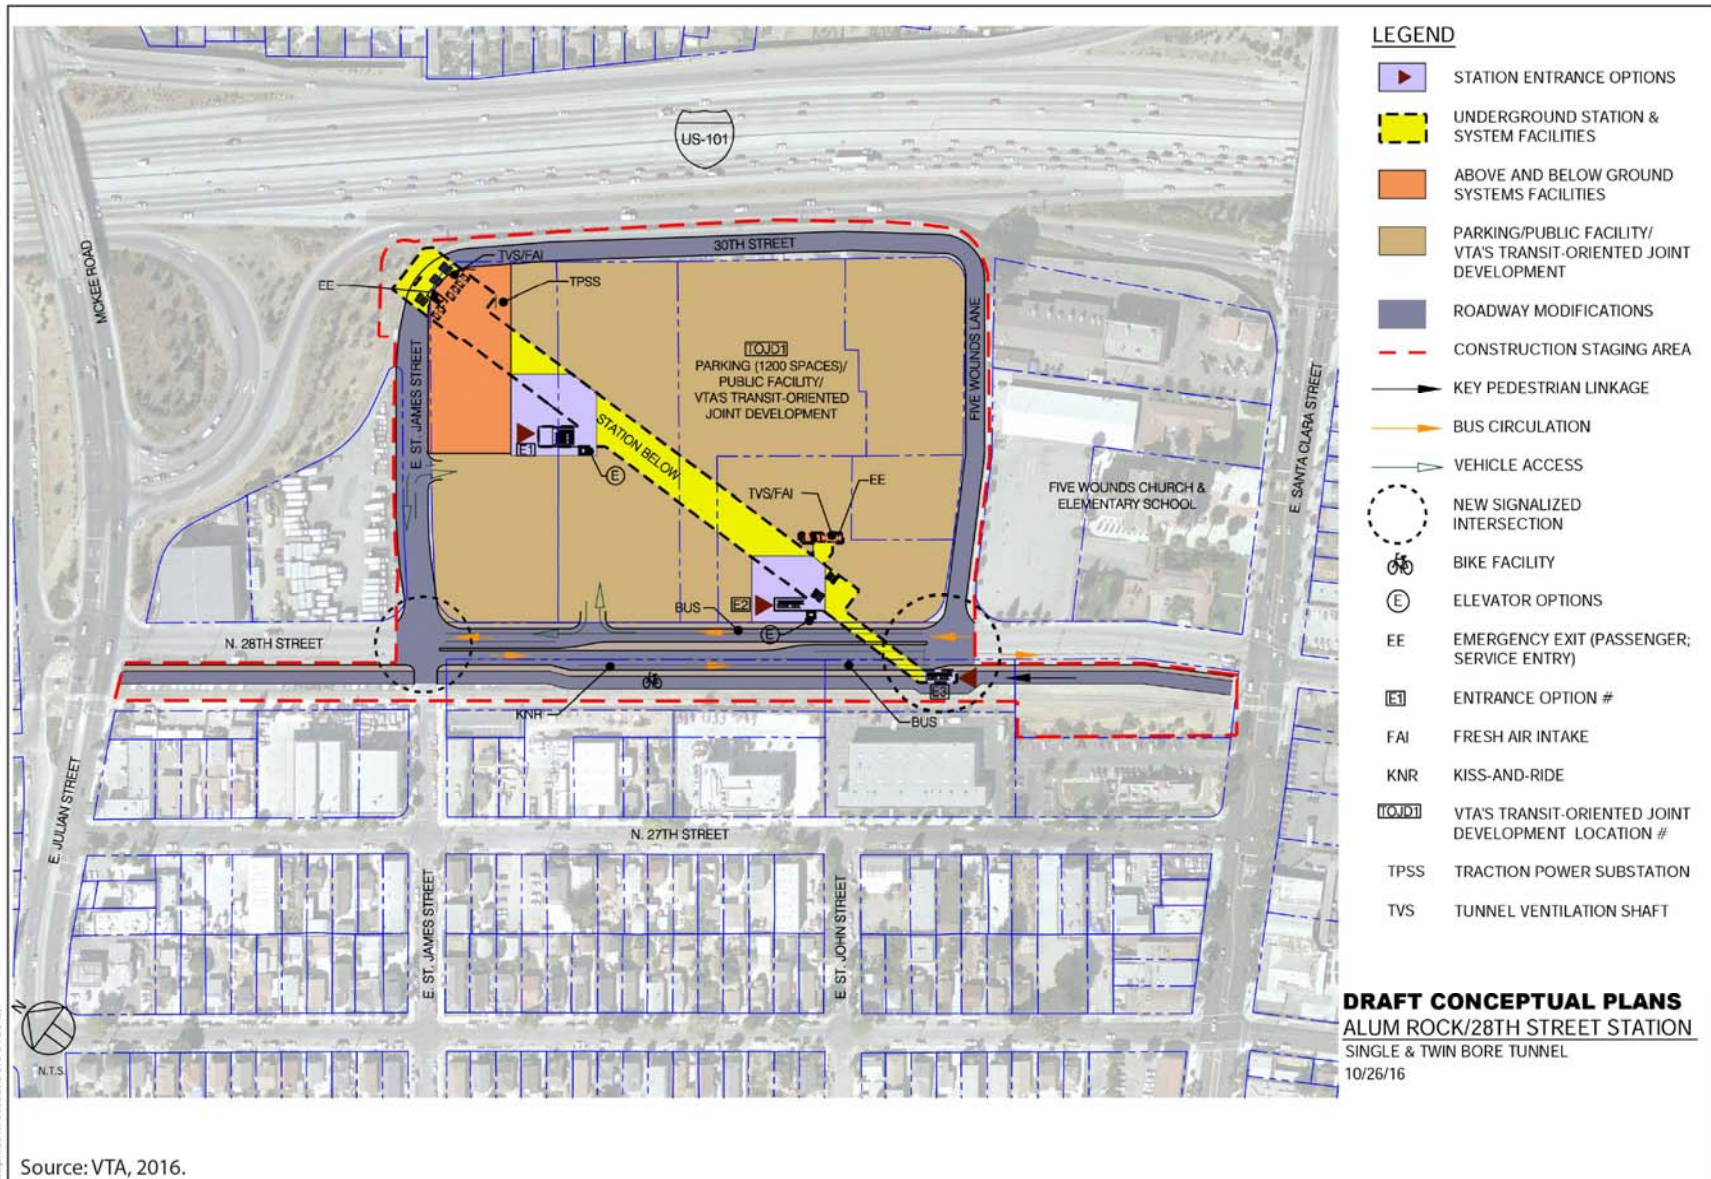 LEGEND
STATION ENTRANCE OPTIONS
UNDERGROUND STATION &
SYSTEM FACILITIES
ABOVE AND BELOW GROUND
SYSTEMS FACILITIES
PARKING/PUBLIC FACILITY/
VTA'S TRANSIT-ORIENTED JOINT
DEVELOPMENT
ROADWAY MODIFICATIONS
CONSTRUCTION STAGING AREA
KEY PEDESTRIAN LINKAGE
BUS CIRCULATION
VEHICLE ACCESS
NEW SIGNALIZED
INTERSECTION
BIKE FACILITY
E ELEVATOR OPTIONS
EE EMERGENCY EXIT (PASSENGER;
SERVICE ENTRY)
E1 ENTRANCE OPTION #
FAI FRESH AIR INTAKE
KNR KISS-AND-RIDE
TOJD1 VTA'S TRANSIT-ORIENTED JOINT
DEVELOPMENT LOCATION #
TPSS TRACTION POWER SUBSTATION
TVS TUNNEL VENTILATION SHAFT
DRAFT CONCEPTUAL PLANS
ALUM ROCK/28TH STREET STATION
SINGLE & TWIN BORE TUNNEL
10/26/16
US-101
MCKEE ROAD
30TH STREET
TVS/FAI
EE
TPSS
E. ST. JAMES STREET
TOJD1
PARKING (1200 SPACES)/
PUBLIC FACILITY/
VTA'S TRANSIT-ORIENTED
JOINT DEVELOPMENT
FIVE WOUNDS LANE
E. SANTA CLARA STREET
E1
E
STATION BELOW
TVS/FAI
EE
FIVE WOUNDS CHURCH &
ELEMENTARY SCHOOL
E2
E
BUS
N. 28TH STREET
E3
KNR
BUS
E. JULIAN STREET
N. 27TH STREET
E. ST. JAMES STREET
E. ST. JOHN STREET
N
N.T.S.
Source: VTA, 2016.